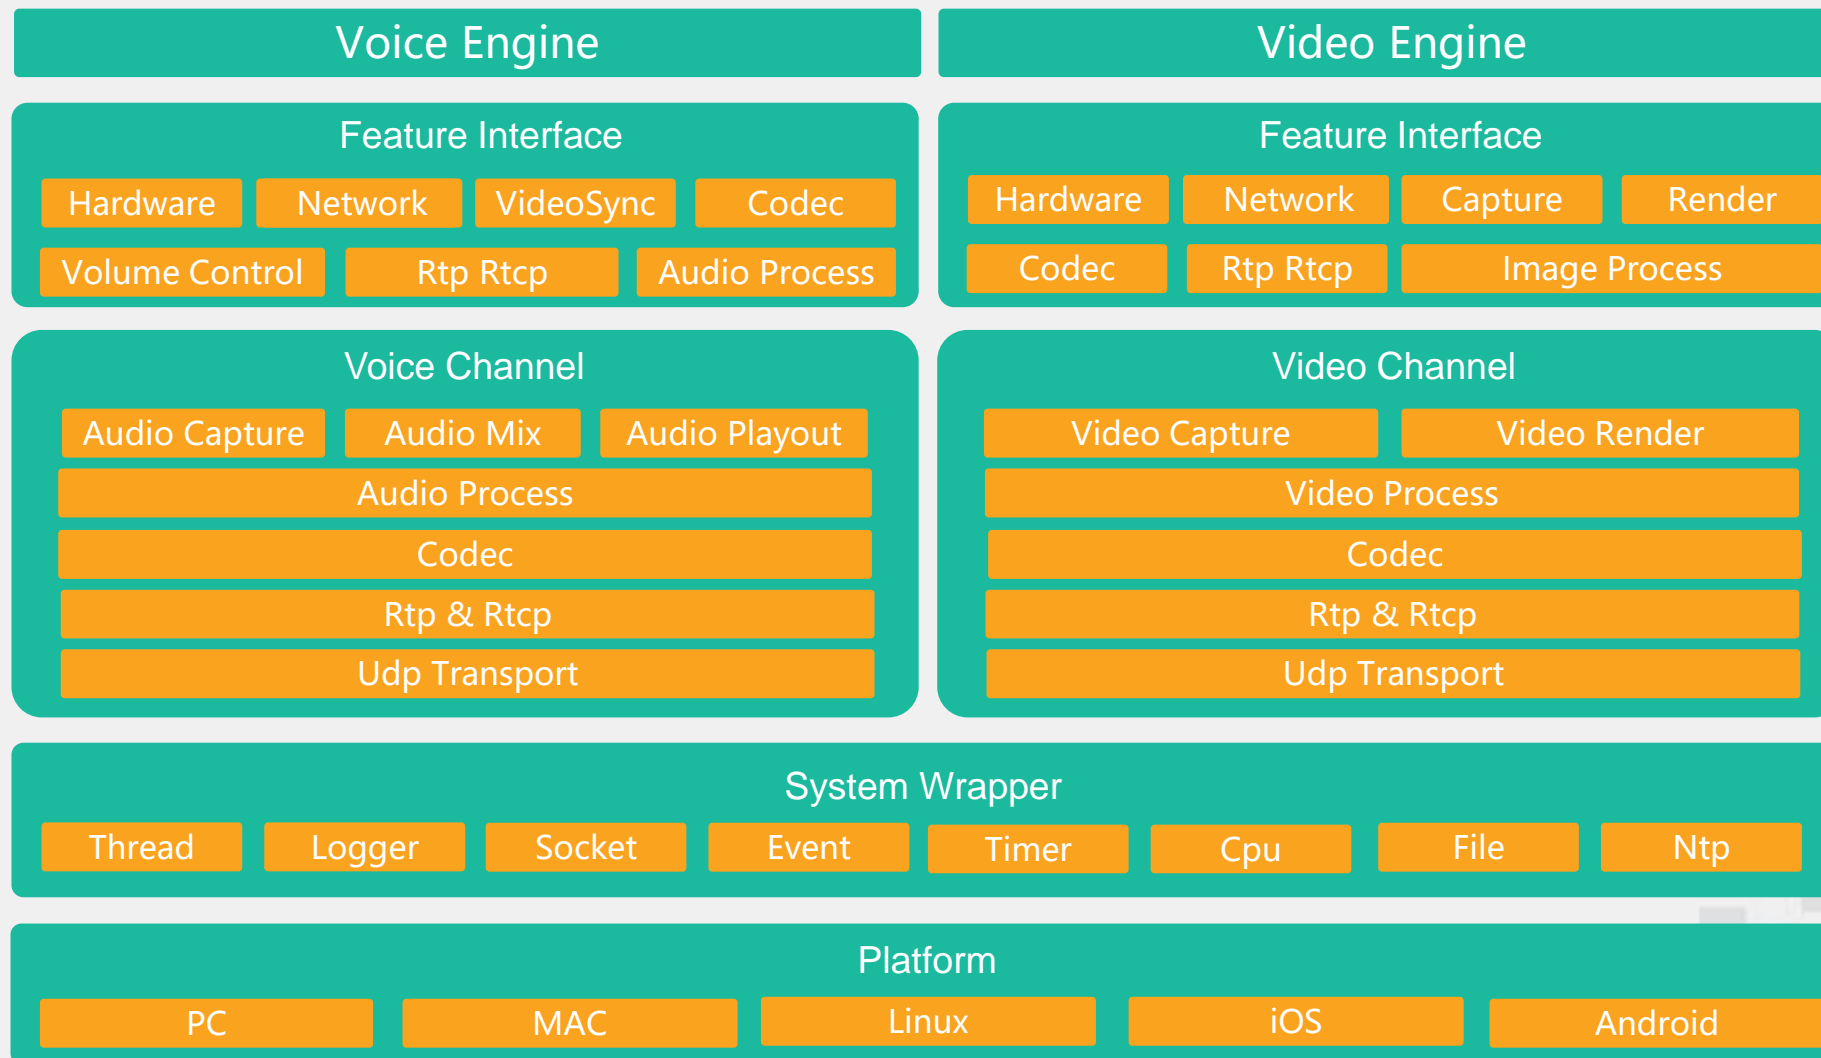 Voice Engine
Video Engine
Feature Interface
Hardware Network VideoSync Codec
Volume Control Rtp Rtcp Audio Process
Feature Interface
Hardware Network Capture Render
Codec Rtp Rtcp Image Process
Voice Channel
Audio Capture Audio Mix Audio Playout
Audio Process
Codec
Rtp & Rtcp
Udp Transport
Video Channel
Video Capture Video Render
Video Process
Codec
Rtp & Rtcp
Udp Transport
System Wrapper
Thread Logger Socket Event Timer Cpu File Ntp
Platform
PC MAC Linux iOS Android